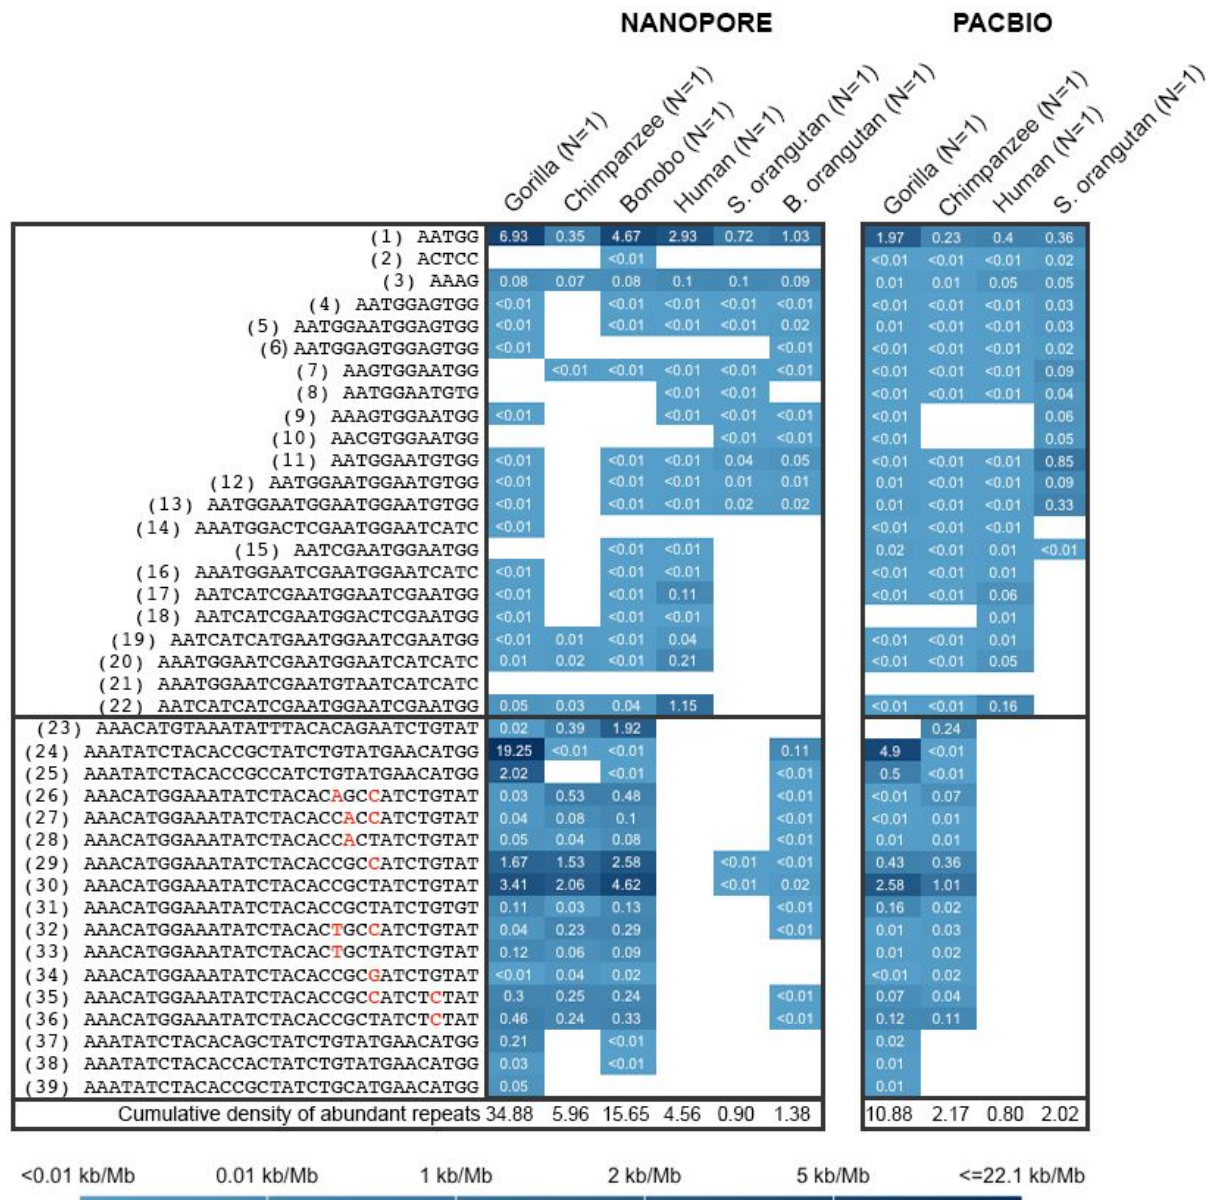 NANOPORE PACBIO
Gorilla (N=1) Chimpanzee (N=1) Bonobo (N=1) Human (N=1) S. orangutan (N=1) B. orangutan (N=1) Gorilla (N=1) Chimpanzee (N=1) Human (N=1) S. orangutan (N=1)
(1) AATGG 6.93 0.35 4.67 2.93 0.72 1.03 1.97 0.23 0.4 0.36
(2) ACTCC <0.01 <0.01 <0.01 <0.01 0.02
(3) AAAG 0.08 0.07 0.08 0.1 0.1 0.09 0.01 0.01 0.05 0.05
(4) AATGGAGTGG <0.01 <0.01 <0.01 <0.01 <0.01 <0.01 <0.01 <0.01 0.03
(5) AATGGAATGGAGTGG <0.01 <0.01 <0.01 <0.01 0.02 0.01 <0.01 <0.01 0.03
(6) AATGGAGTGGAGTGG <0.01 <0.01 <0.01 <0.01 <0.01 0.02
(7) AAGTGGAATGG <0.01 <0.01 <0.01 <0.01 <0.01 <0.01 <0.01 <0.01 0.09
(8) AATGGAATGTG <0.01 <0.01 <0.01 <0.01 <0.01 0.04
(9) AAAGTGGAATGG <0.01 <0.01 <0.01 <0.01 <0.01 0.06
(10) AACGTGGAATGG <0.01 <0.01 <0.01 0.05
(11) AATGGAATGTGG <0.01 <0.01 <0.01 0.04 0.05 <0.01 <0.01 <0.01 0.85
(12) AATGGAATGGAATGTGG <0.01 <0.01 <0.01 0.01 0.01 0.01 <0.01 <0.01 0.09
(13) AATGGAATGGAATGGAATGTGG <0.01 <0.01 <0.01 0.02 0.02 0.01 <0.01 <0.01 0.33
(14) AAATGGACTCGAATGGAATCATC <0.01 <0.01 <0.01 <0.01
(15) AATCGAATGGAATGG <0.01 <0.01 0.02 <0.01 0.01 <0.01
(16) AAATGGAATCGAATGGAATCATC <0.01 <0.01 <0.01 <0.01 <0.01 0.01
(17) AATCATCGAATGGAATCGAATGG <0.01 <0.01 0.11 <0.01 <0.01 0.06
(18) AATCATCGAATGGACTCGAATGG <0.01 <0.01 <0.01 0.01
(19) AATCATCATGAATGGAATCGAATGG <0.01 0.01 <0.01 0.04 <0.01 <0.01 0.01
(20) AAATGGAATCGAATGGAATCATCATC 0.01 0.02 <0.01 0.21 <0.01 <0.01 0.05
(21) AAATGGAATCGAATGTAATCATCATC
(22) AATCATCATCGAATGGAATCGAATGG 0.05 0.03 0.04 1.15 <0.01 <0.01 0.16
(23) AAACATGTAAATATTTACACAGAATCTGTAT 0.02 0.39 1.92 0.24
(24) AAATATCTACACCGCTATCTGTATGAACATGG 19.25 <0.01 <0.01 0.11 4.9 <0.01
(25) AAATATCTACACCGCCATCTGTATGAACATGG 2.02 <0.01 <0.01 0.5 <0.01
(26) AAACATGGAAATATCTACACAGCCATCTGTAT 0.03 0.53 0.48 <0.01 <0.01 0.07
(27) AAACATGGAAATATCTACACCACCATCTGTAT 0.04 0.08 0.1 <0.01 <0.01 0.01
(28) AAACATGGAAATATCTACACCACTATCTGTAT 0.05 0.04 0.08 <0.01 0.01 0.01
(29) AAACATGGAAATATCTACACCGCCATCTGTAT 1.67 1.53 2.58 <0.01 <0.01 0.43 0.36
(30) AAACATGGAAATATCTACACCGCTATCTGTAT 3.41 2.06 4.62 <0.01 0.02 2.58 1.01
(31) AAACATGGAAATATCTACACCGCTATCTGTGT 0.11 0.03 0.13 <0.01 0.16 0.02
(32) AAACATGGAAATATCTACACTGCCATCTGTAT 0.04 0.23 0.29 <0.01 0.01 0.03
(33) AAACATGGAAATATCTACACTGCTATCTGTAT 0.12 0.06 0.09 0.01 0.02
(34) AAACATGGAAATATCTACACCGCGATCTGTAT <0.01 0.04 0.02 <0.01 0.02
(35) AAACATGGAAATATCTACACCGCCATCTCTAT 0.3 0.25 0.24 <0.01 0.07 0.04
(36) AAACATGGAAATATCTACACCGCTATCTCTAT 0.46 0.24 0.33 <0.01 0.12 0.11
(37) AAATATCTACACAGCTATCTGTATGAACATGG 0.21 <0.01 0.02
(38) AAATATCTACACCACTATCTGTATGAACATGG 0.03 <0.01 0.01
(39) AAATATCTACACCGCTATCTGCATGAACATGG 0.05 0.01
Cumulative density of abundant repeats 34.88 5.96 15.65 4.56 0.90 1.38 10.88 2.17 0.80 2.02
<0.01 kb/Mb 0.01 kb/Mb 1 kb/Mb 2 kb/Mb 5 kb/Mb <=22.1 kb/Mb